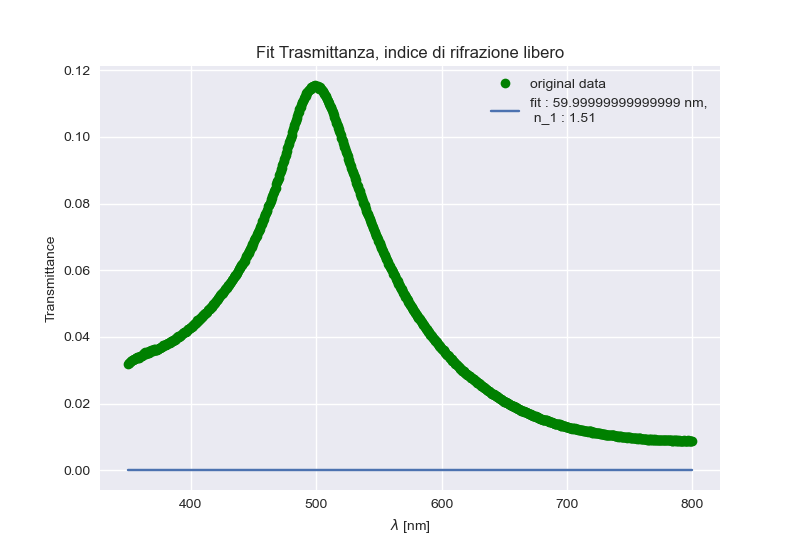 Fit Trasmittanza, indice di rifrazione libero
original data
fit : 59.99999999999999 nm,
n_1 : 1.51
Transmittance
0.12
0.10
0.08
0.06
0.04
0.02
0.00
400
500
600
700
800
λ [nm]